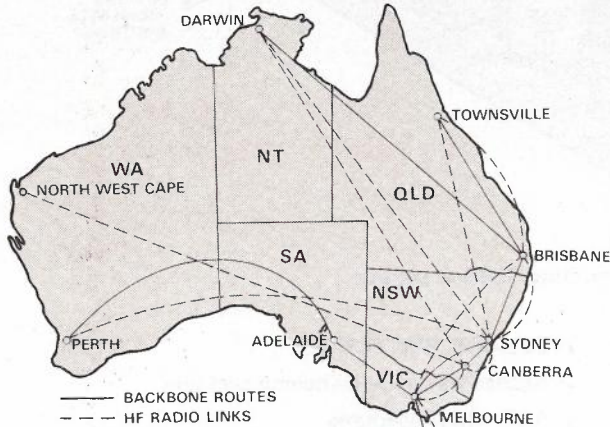 DARWIN
TOWNSVILLE
WA
NT
NORTH WEST CAPE
QLD
SA
BRISBANE
NSW
PERTH
ADELAIDE
SYDNEY
VIC
CANBERRA
BACKBONE ROUTES
HF RADIO LINKS
MELBOURNE